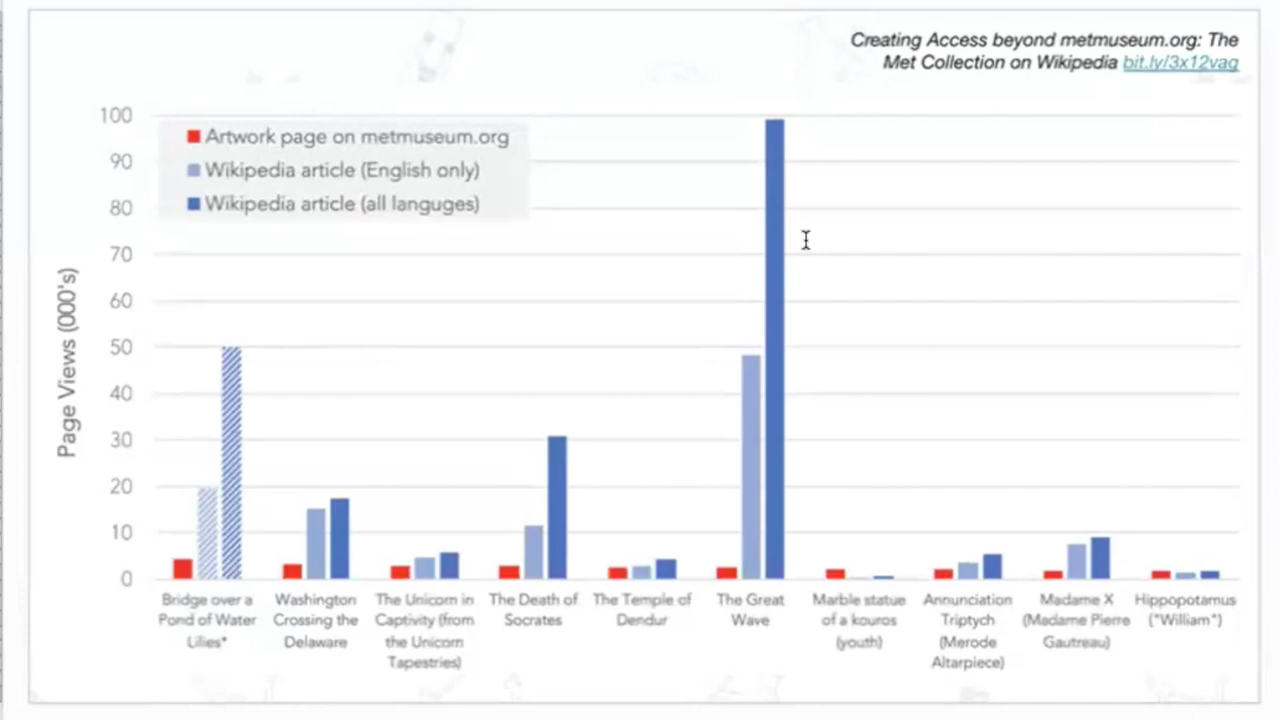 Creating Access beyond metmuseum.org: The
Met Collection on Wikipedia bit.ly/3x12vag
Artwork page on metmuseum.org
Wikipedia article (English only)
Wikipedia article (all languges)
Page Views (000's)
100
90
80
70
60
50
40
30
20
10
0
Bridge over a
Pond of Water
Lilies*
Washington
Crossing the
Delaware
The Unicorn in
Captivity (from
the Unicorn
Tapestries)
The Death of
Socrates
The Temple of
Dendur
The Great
Wave
Marble statue
of a kouros
(youth)
Annunciation
Triptych
(Merode
Altarpiece)
Madame X
(Madame Pierre
Gautreau)
Hippopotamus
("William")